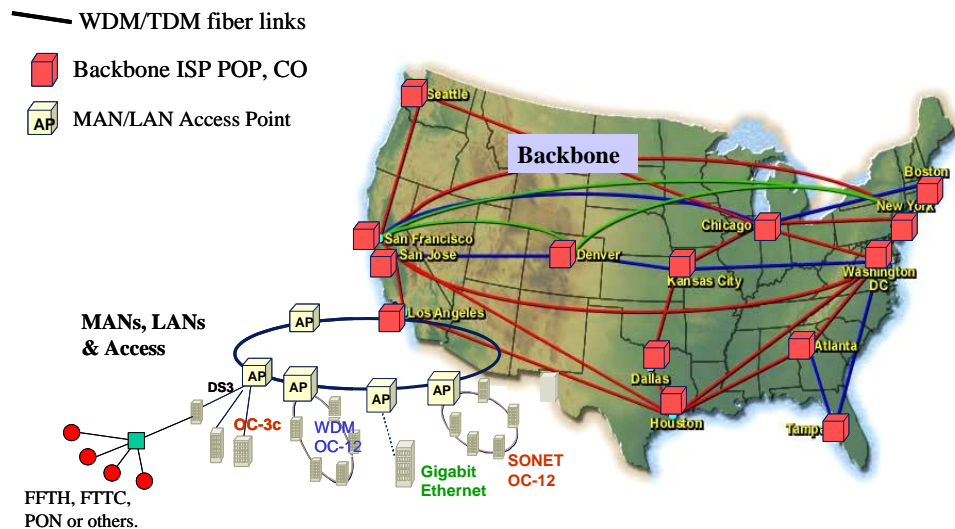 WDM/TDM fiber links
Backbone ISP POP, CO
AP
MAN/LAN Access Point
Seattle
Backbone
Boston
New York
Chicago
San Francisco
San Jose
Denver
Kansas City
Washington
DC
Los Angeles
MANs, LANs
& Access
AP
Atlanta
Dallas
Houston
Tampa
DS3
AP
AP
AP
AP
OC-3c
WDM
OC-12
Gigabit
Ethernet
SONET
OC-12
FFTH, FTTC,
PON or others.